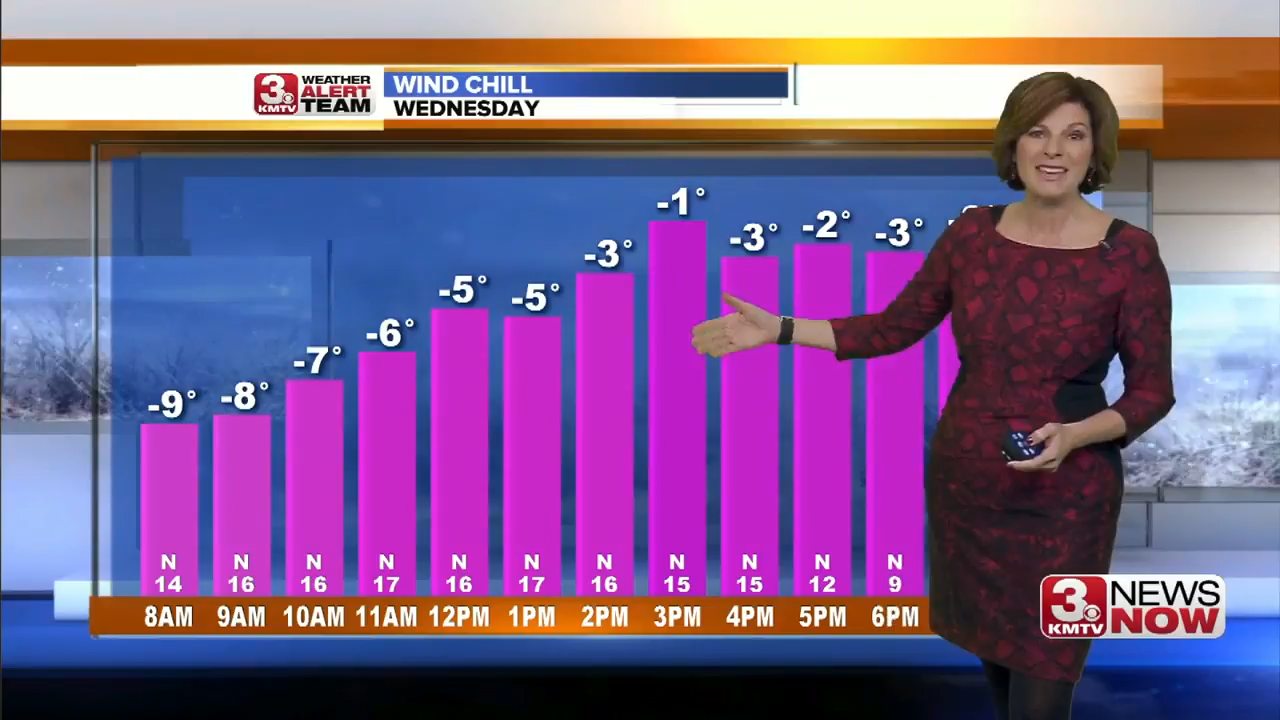 3 KMTV
WEATHER
ALERT
TEAM
WIND CHILL
WEDNESDAY
-9° -8° -7° -6° -5° -5° -3° -1° -3° -2° -3°
N N N N N N N N N N N
14 16 16 17 16 17 16 15 15 12 9
8AM 9AM 10AM 11AM 12PM 1PM 2PM 3PM 4PM 5PM 6PM
3 KMTV
NEWS
NOW